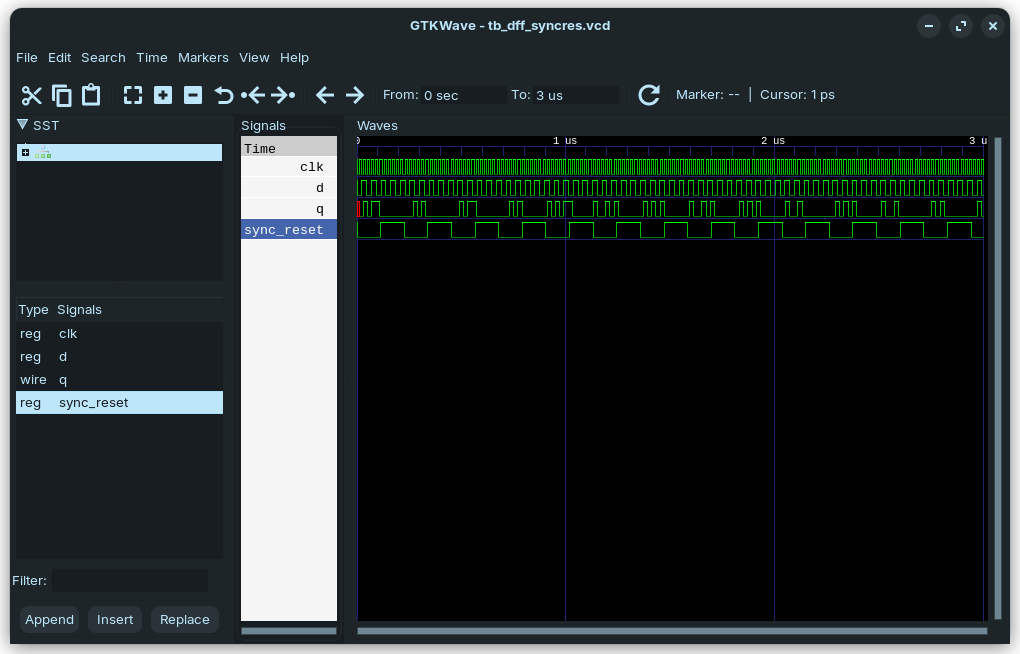 GTKWave - tb_dff_syncres.vcd
File Edit Search Time Markers View Help
From: 0 sec To: 3 us Marker: -- | Cursor: 1 ps
SST
Signals
Waves
Time
0 1 us 2 us 3 u
clk
d
q
sync_reset
Type Signals
reg clk
reg d
wire q
reg sync_reset
Filter:
Append Insert Replace